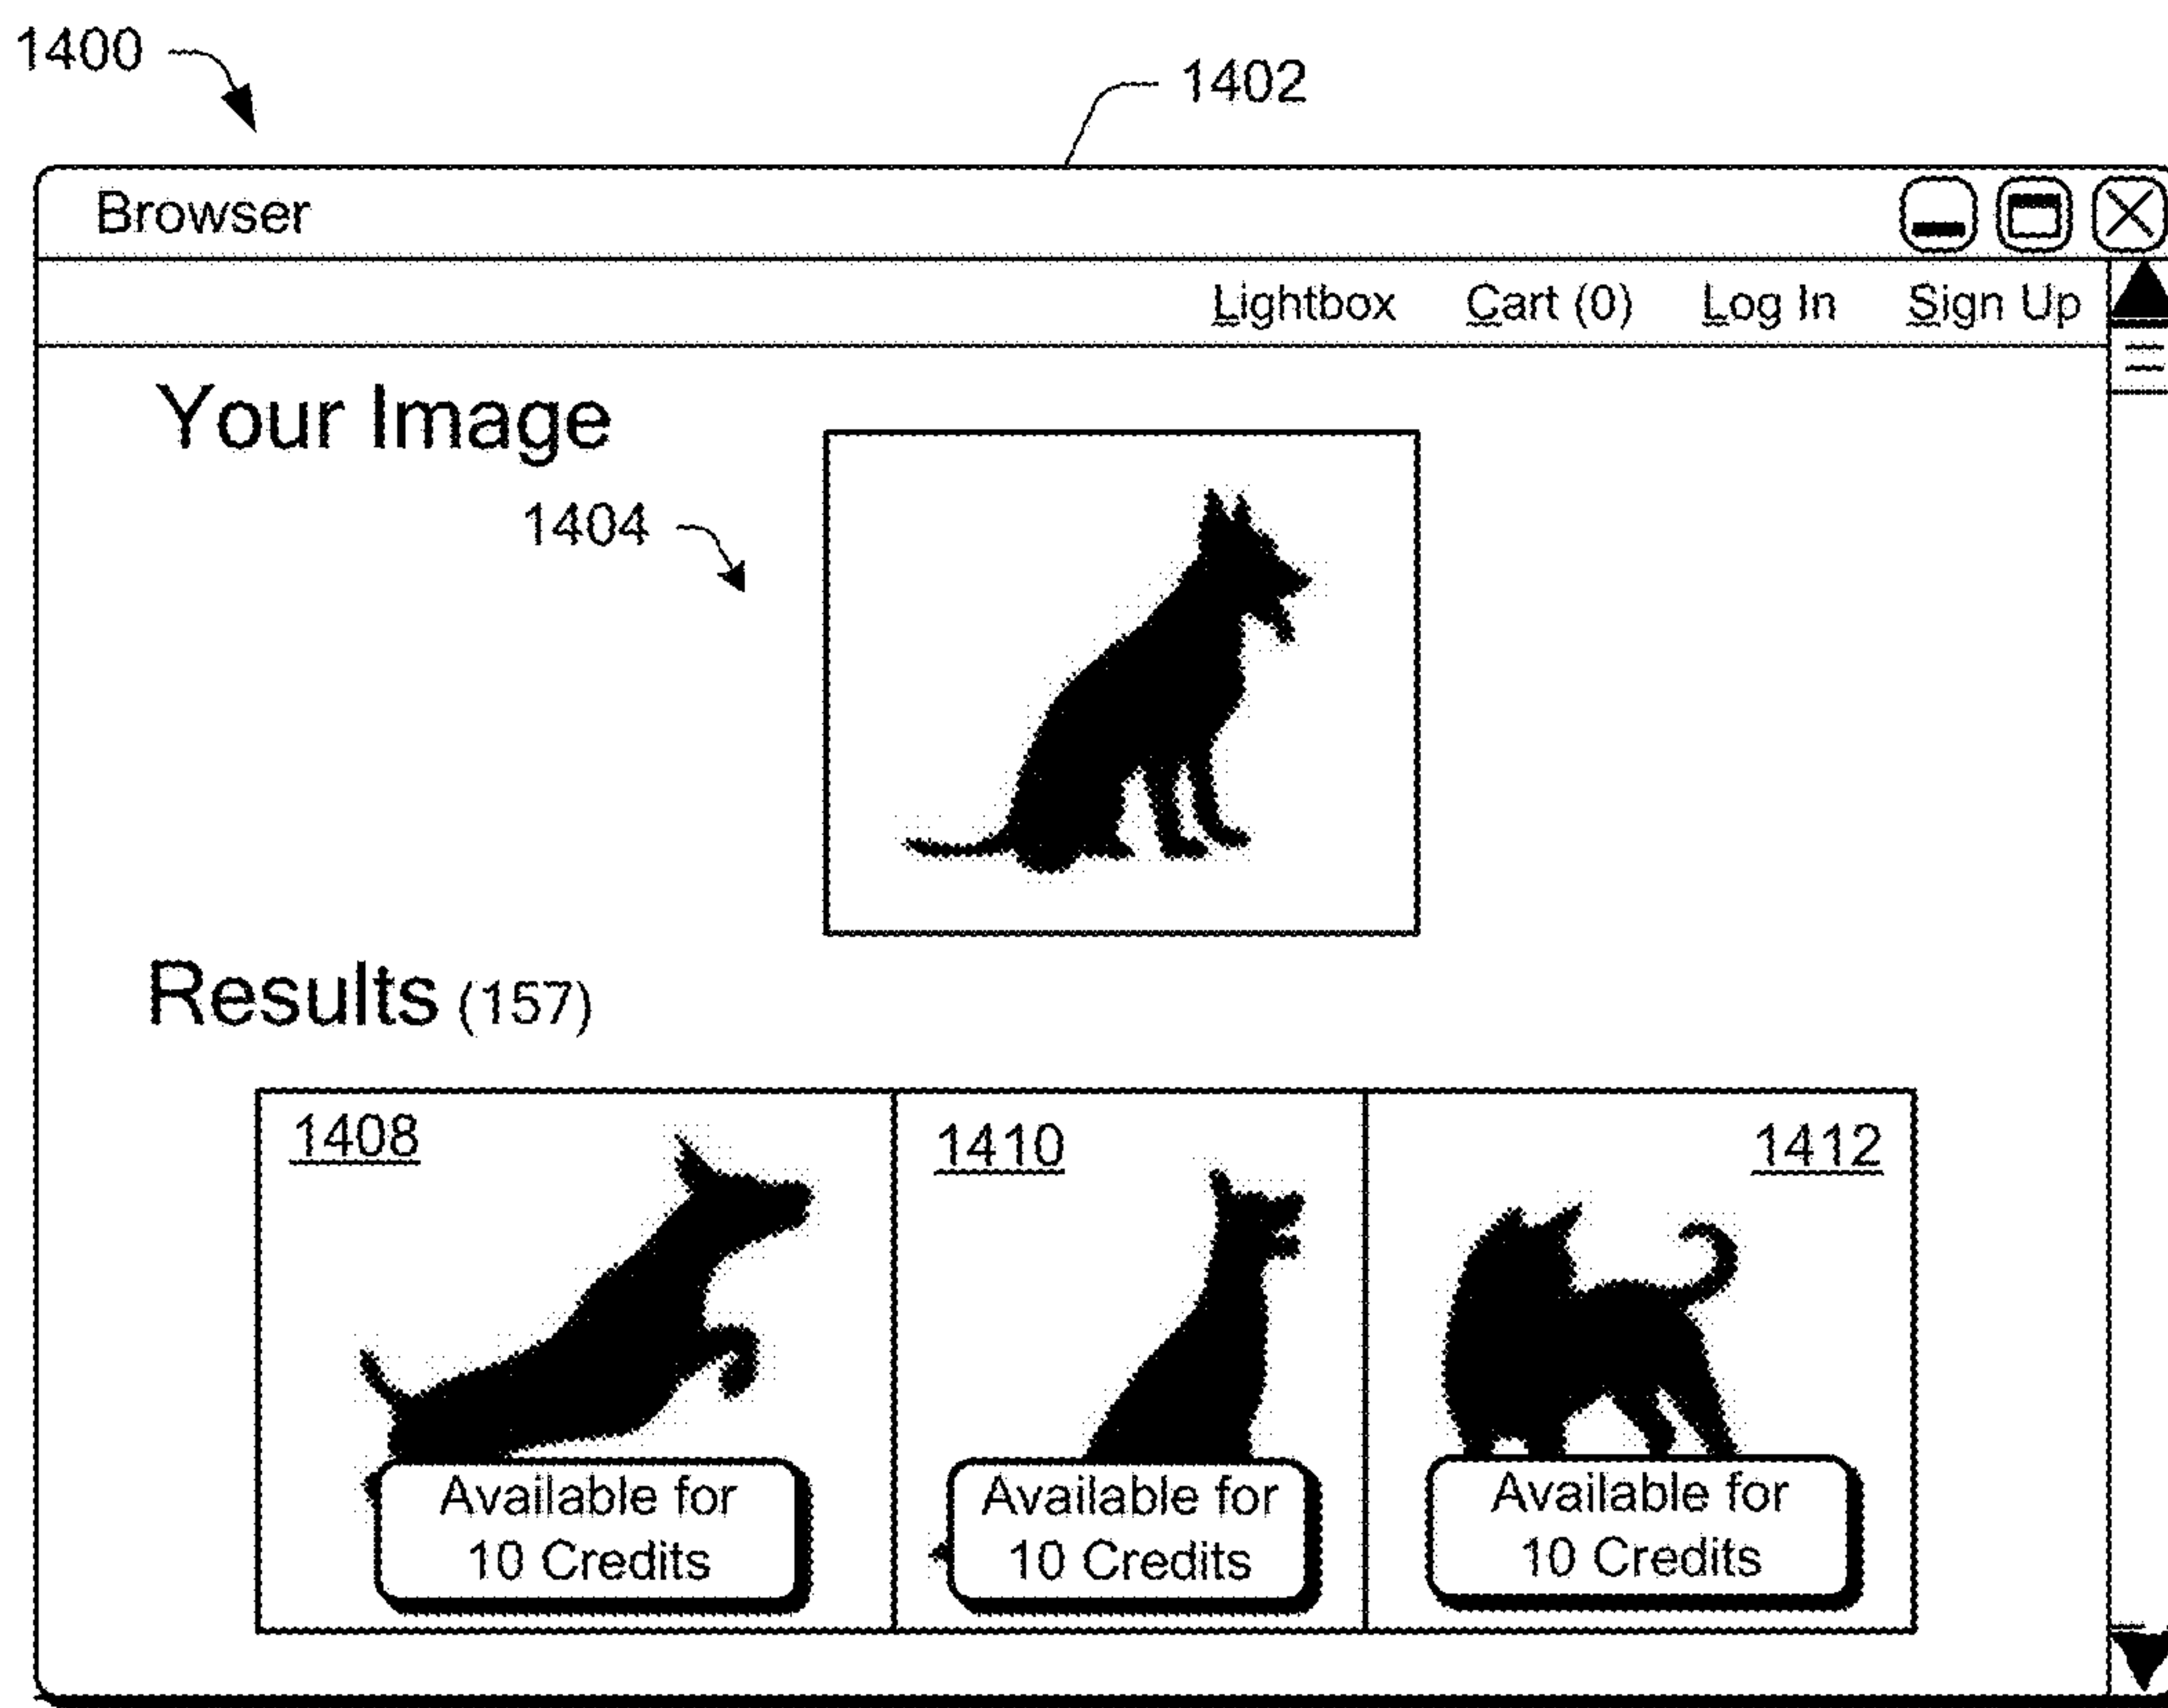 1400
1402
Browser
Lightbox Cart (0) Log In Sign Up
Your Image
1404
Results (157)
1408 1410 1412
Available for
10 Credits
Available for
10 Credits
Available for
10 Credits